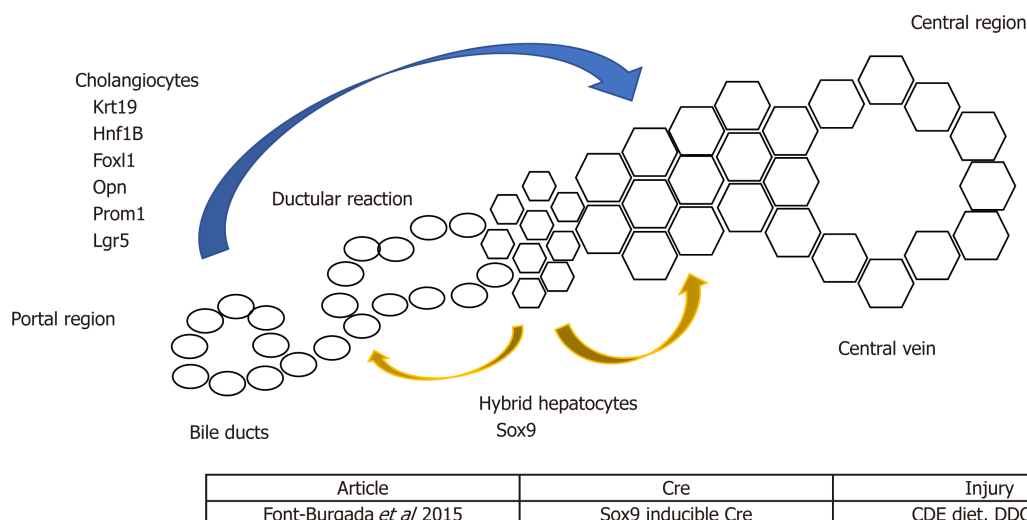 Central region
Cholangiocytes
Krt19
Hnf1B
Foxl1
Opn
Prom1
Lgr5
Ductular reaction
Portal region
Central vein
Hybrid hepatocytes
Sox9
Bile ducts
Article Cre Injury
Font-Burgada et al 2015 Sox9 inducible Cre CDE diet, DDC